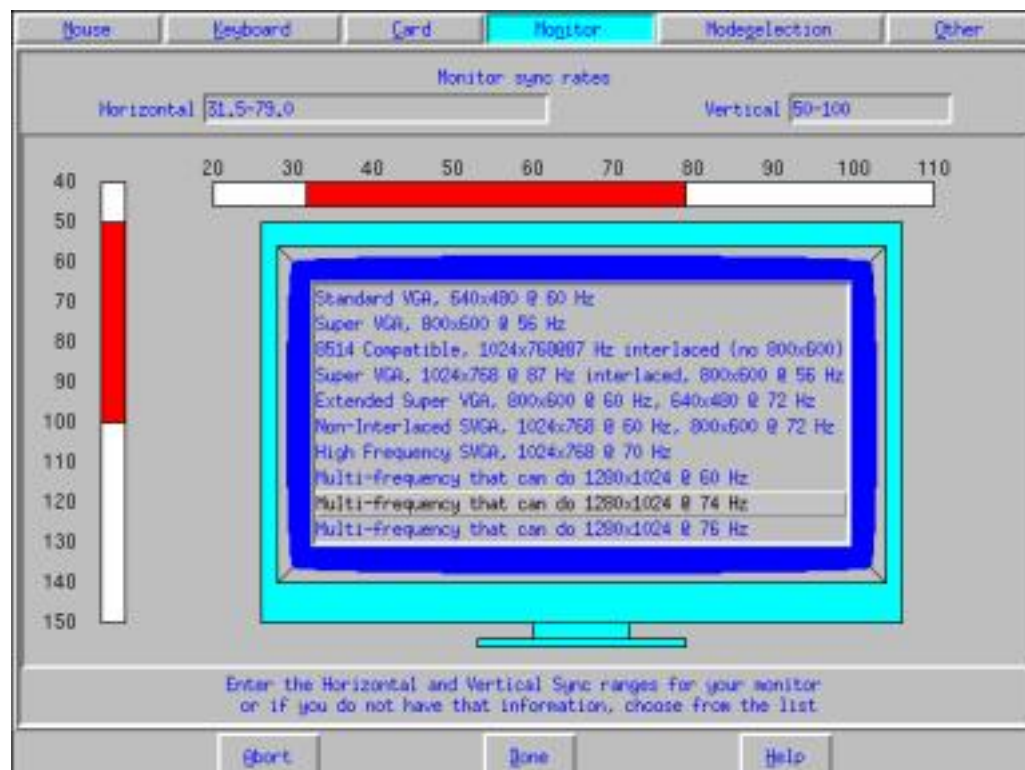 Mouse Keyboard Card Monitor Modeselection Other
Monitor sync rates
Horizontal 31.5-79.0 Vertical 50-100
20 30 40 50 60 70 80 90 100 110
40
50
60
70
80
90
100
110
120
130
140
150
Standard VGA, 640x480 @ 60 Hz
Super VGA, 800x600 @ 56 Hz
8514 Compatible, 1024x768@87 Hz interlaced (no 800x600)
Super VGA, 1024x768 @ 87 Hz interlaced, 800x600 @ 56 Hz
Extended Super VGA, 800x600 @ 60 Hz, 640x480 @ 72 Hz
Non-Interlaced SVGA, 1024x768 @ 60 Hz, 800x600 @ 72 Hz
High Frequency SVGA, 1024x768 @ 70 Hz
Multi-frequency that can do 1280x1024 @ 60 Hz
Multi-frequency that can do 1280x1024 @ 74 Hz
Multi-frequency that can do 1280x1024 @ 76 Hz
Enter the Horizontal and Vertical Sync ranges for your monitor
or if you do not have that information, choose from the list
Abort Done Help